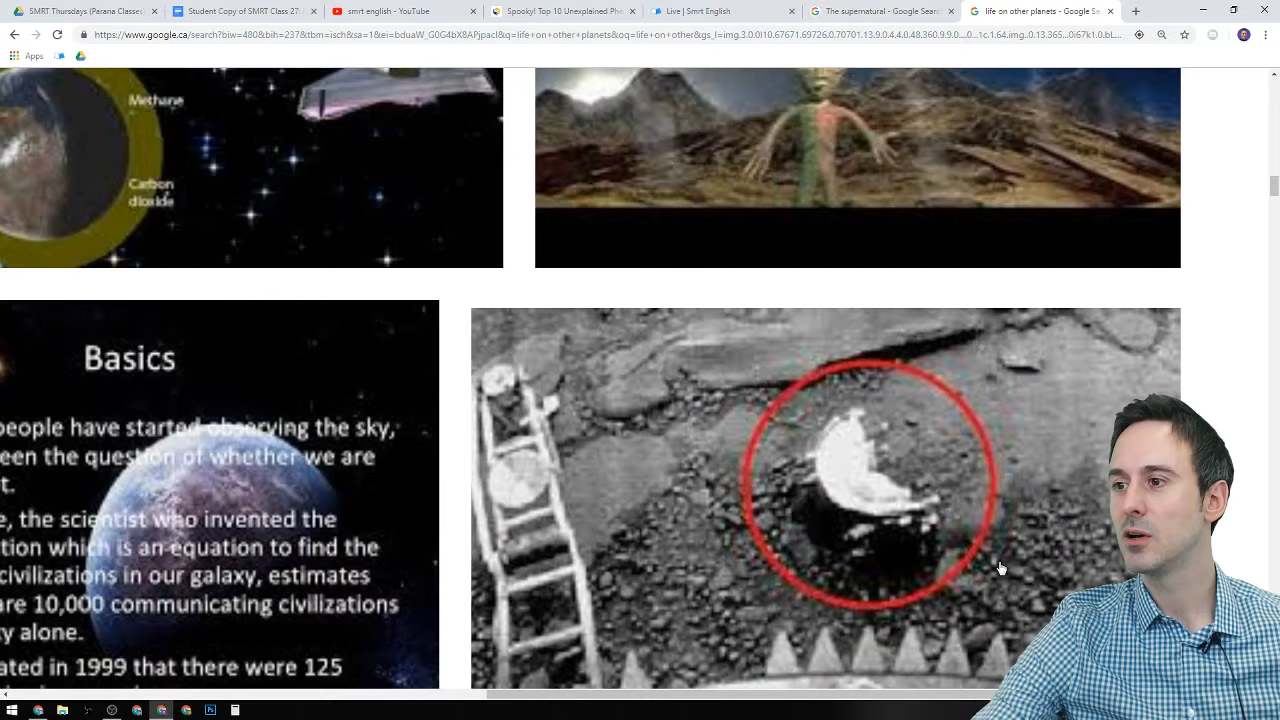 SMRT Thursdays (Parana Classes)
Student Copy of SMRT Class 27:
smrt english - YouTube
Spooky! Top 10 Unexplained Phe
Live | Smrt English
The supernatural - Google Searc
life on other planets - Google Se
Apps
Methane
Carbon
dioxide
Basics
people have started observing the sky,
een the question of whether we are
t.
e, the scientist who invented the
tion which is an equation to find the
civilizations in our galaxy, estimates
are 10,000 communicating civilizations
y alone.
ated in 1999 that there were 125